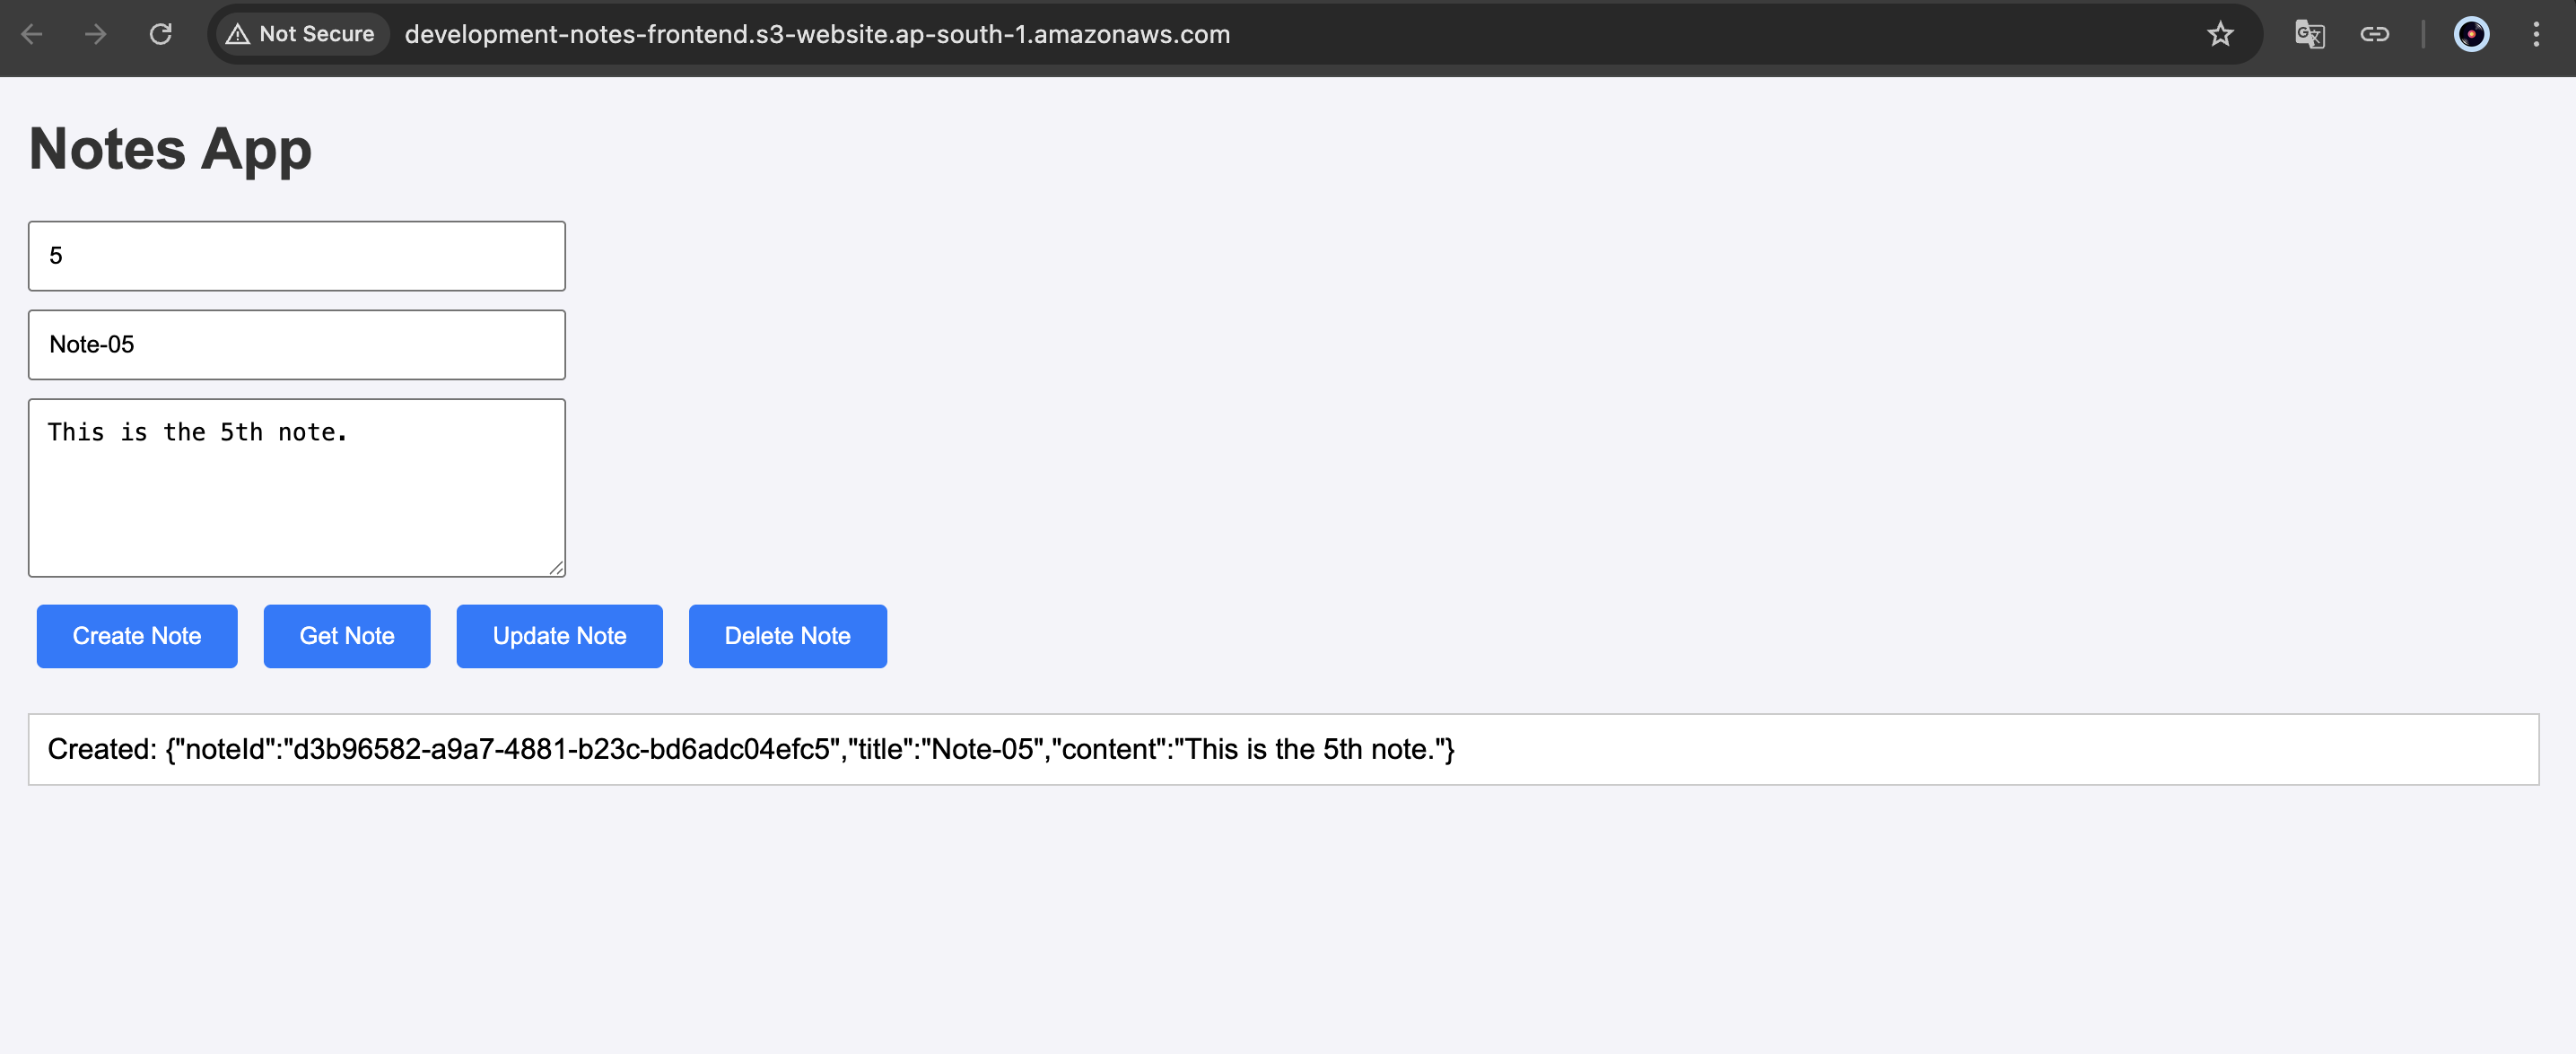 Not Secure development-notes-frontend.s3-website.ap-south-1.amazonaws.com
Notes App
5
Note-05
This is the 5th note.
Create Note Get Note Update Note Delete Note
Created: {"noteId":"d3b96582-a9a7-4881-b23c-bd6adc04efc5","title":"Note-05","content":"This is the 5th note."}